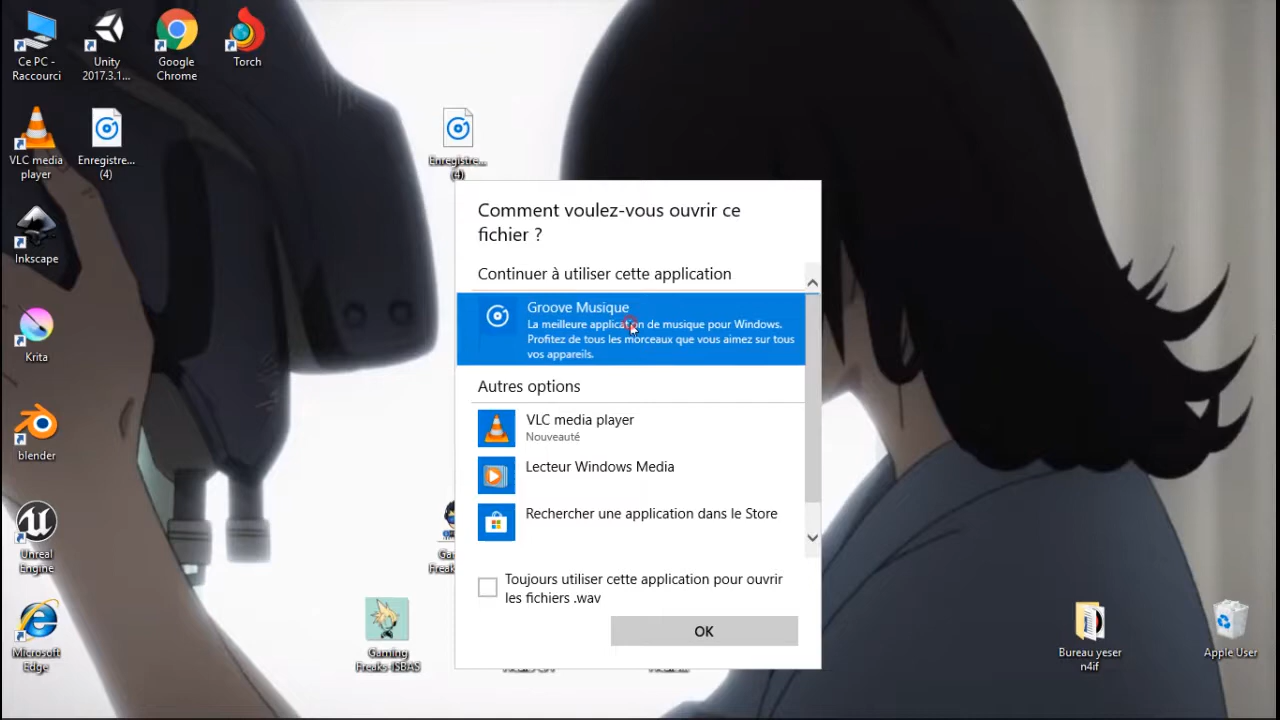 Ce PC -
Raccourci
Unity
2017.3.1...
Google
Chrome
Torch
VLC media
player
Enregistre...
(4)
Enregistre...
(4)
Inkscape
Krita
blender
Unreal
Engine
Microsoft
Edge
Gaming
Freaks ISBAS
Comment voulez-vous ouvrir ce
fichier ?
Continuer à utiliser cette application
Groove Musique
La meilleure application de musique pour Windows.
Profitez de tous les morceaux que vous aimez sur tous
vos appareils.
Autres options
VLC media player
Nouveauté
Lecteur Windows Media
Rechercher une application dans le Store
Toujours utiliser cette application pour ouvrir
les fichiers .wav
OK
Bureau yeser
n4if
Apple User